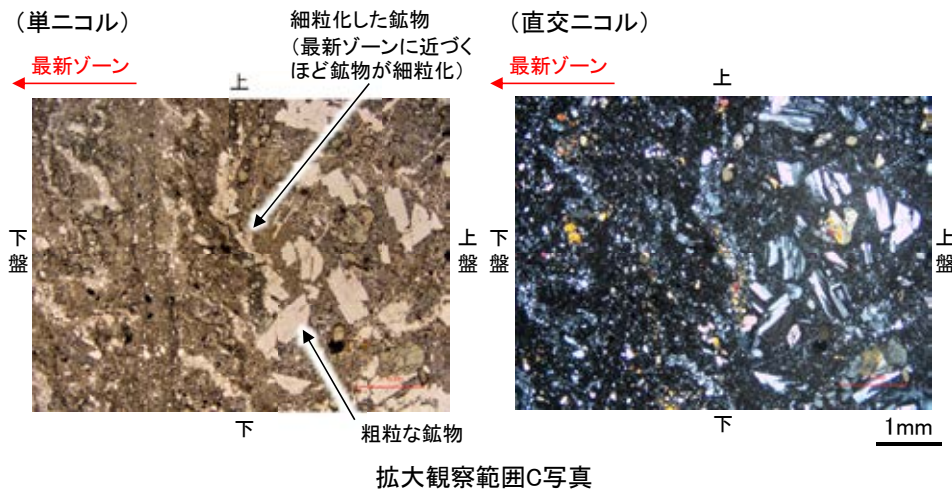 (単ニコル)
細粒化した鉱物
(最新ゾーンに近づく
ほど鉱物が細粒化)
(直交ニコル)
最新ゾーン
上
最新ゾーン
上
下盤
上盤
下盤
上盤
下
粗粒な鉱物
下
1mm
拡大観察範囲C写真